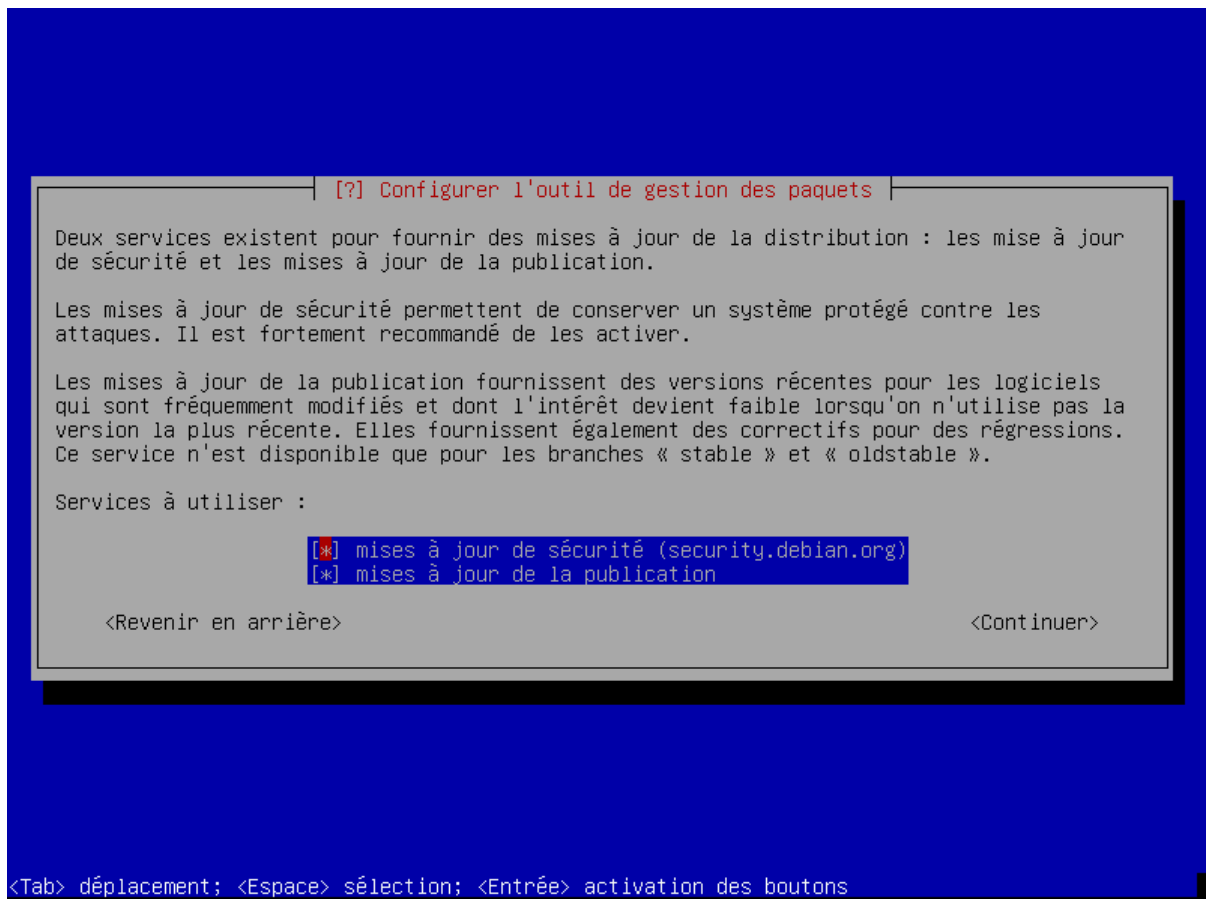 [?] Configurer l'outil de gestion des paquets
Deux services existent pour fournir des mises à jour de la distribution : les mise à jour
de sécurité et les mises à jour de la publication.
Les mises à jour de sécurité permettent de conserver un système protégé contre les
attaques. Il est fortement recommandé de les activer.
Les mises à jour de la publication fournissent des versions récentes pour les logiciels
qui sont fréquemment modifiés et dont l'intérêt devient faible lorsqu'on n'utilise pas la
version la plus récente. Elles fournissent également des correctifs pour des régressions.
Ce service n'est disponible que pour les branches « stable » et « oldstable ».
Services à utiliser :
[*] mises à jour de sécurité (security.debian.org)
[*] mises à jour de la publication
<Revenir en arrière> <Continuer>
<Tab> déplacement; <Espace> sélection; <Entrée> activation des boutons